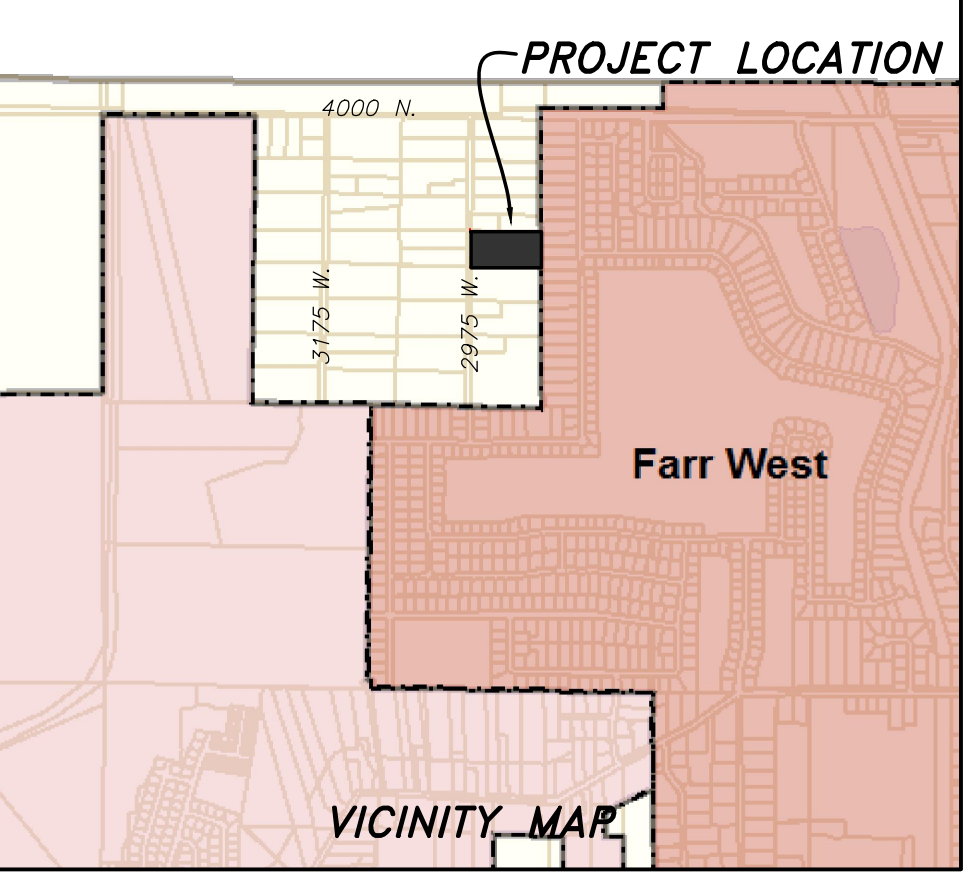 PROJECT LOCATION
4000 N.
3175 W.
2975 W.
Farr West
VICINITY MAP